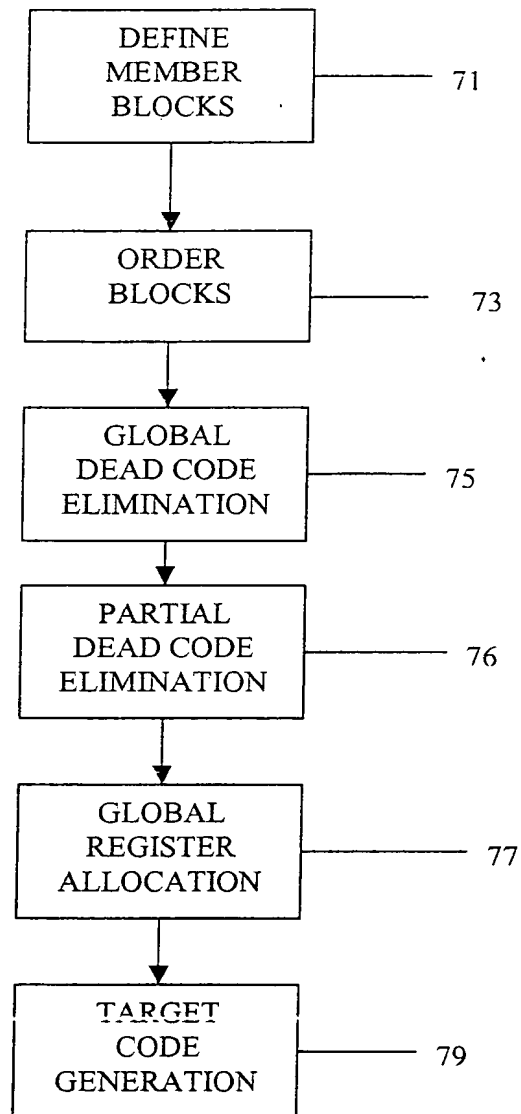 DEFINE
MEMBER
BLOCKS
71
ORDER
BLOCKS
73
GLOBAL
DEAD CODE
ELIMINATION
75
PARTIAL
DEAD CODE
ELIMINATION
76
GLOBAL
REGISTER
ALLOCATION
77
TARGET
CODE
GENERATION
79